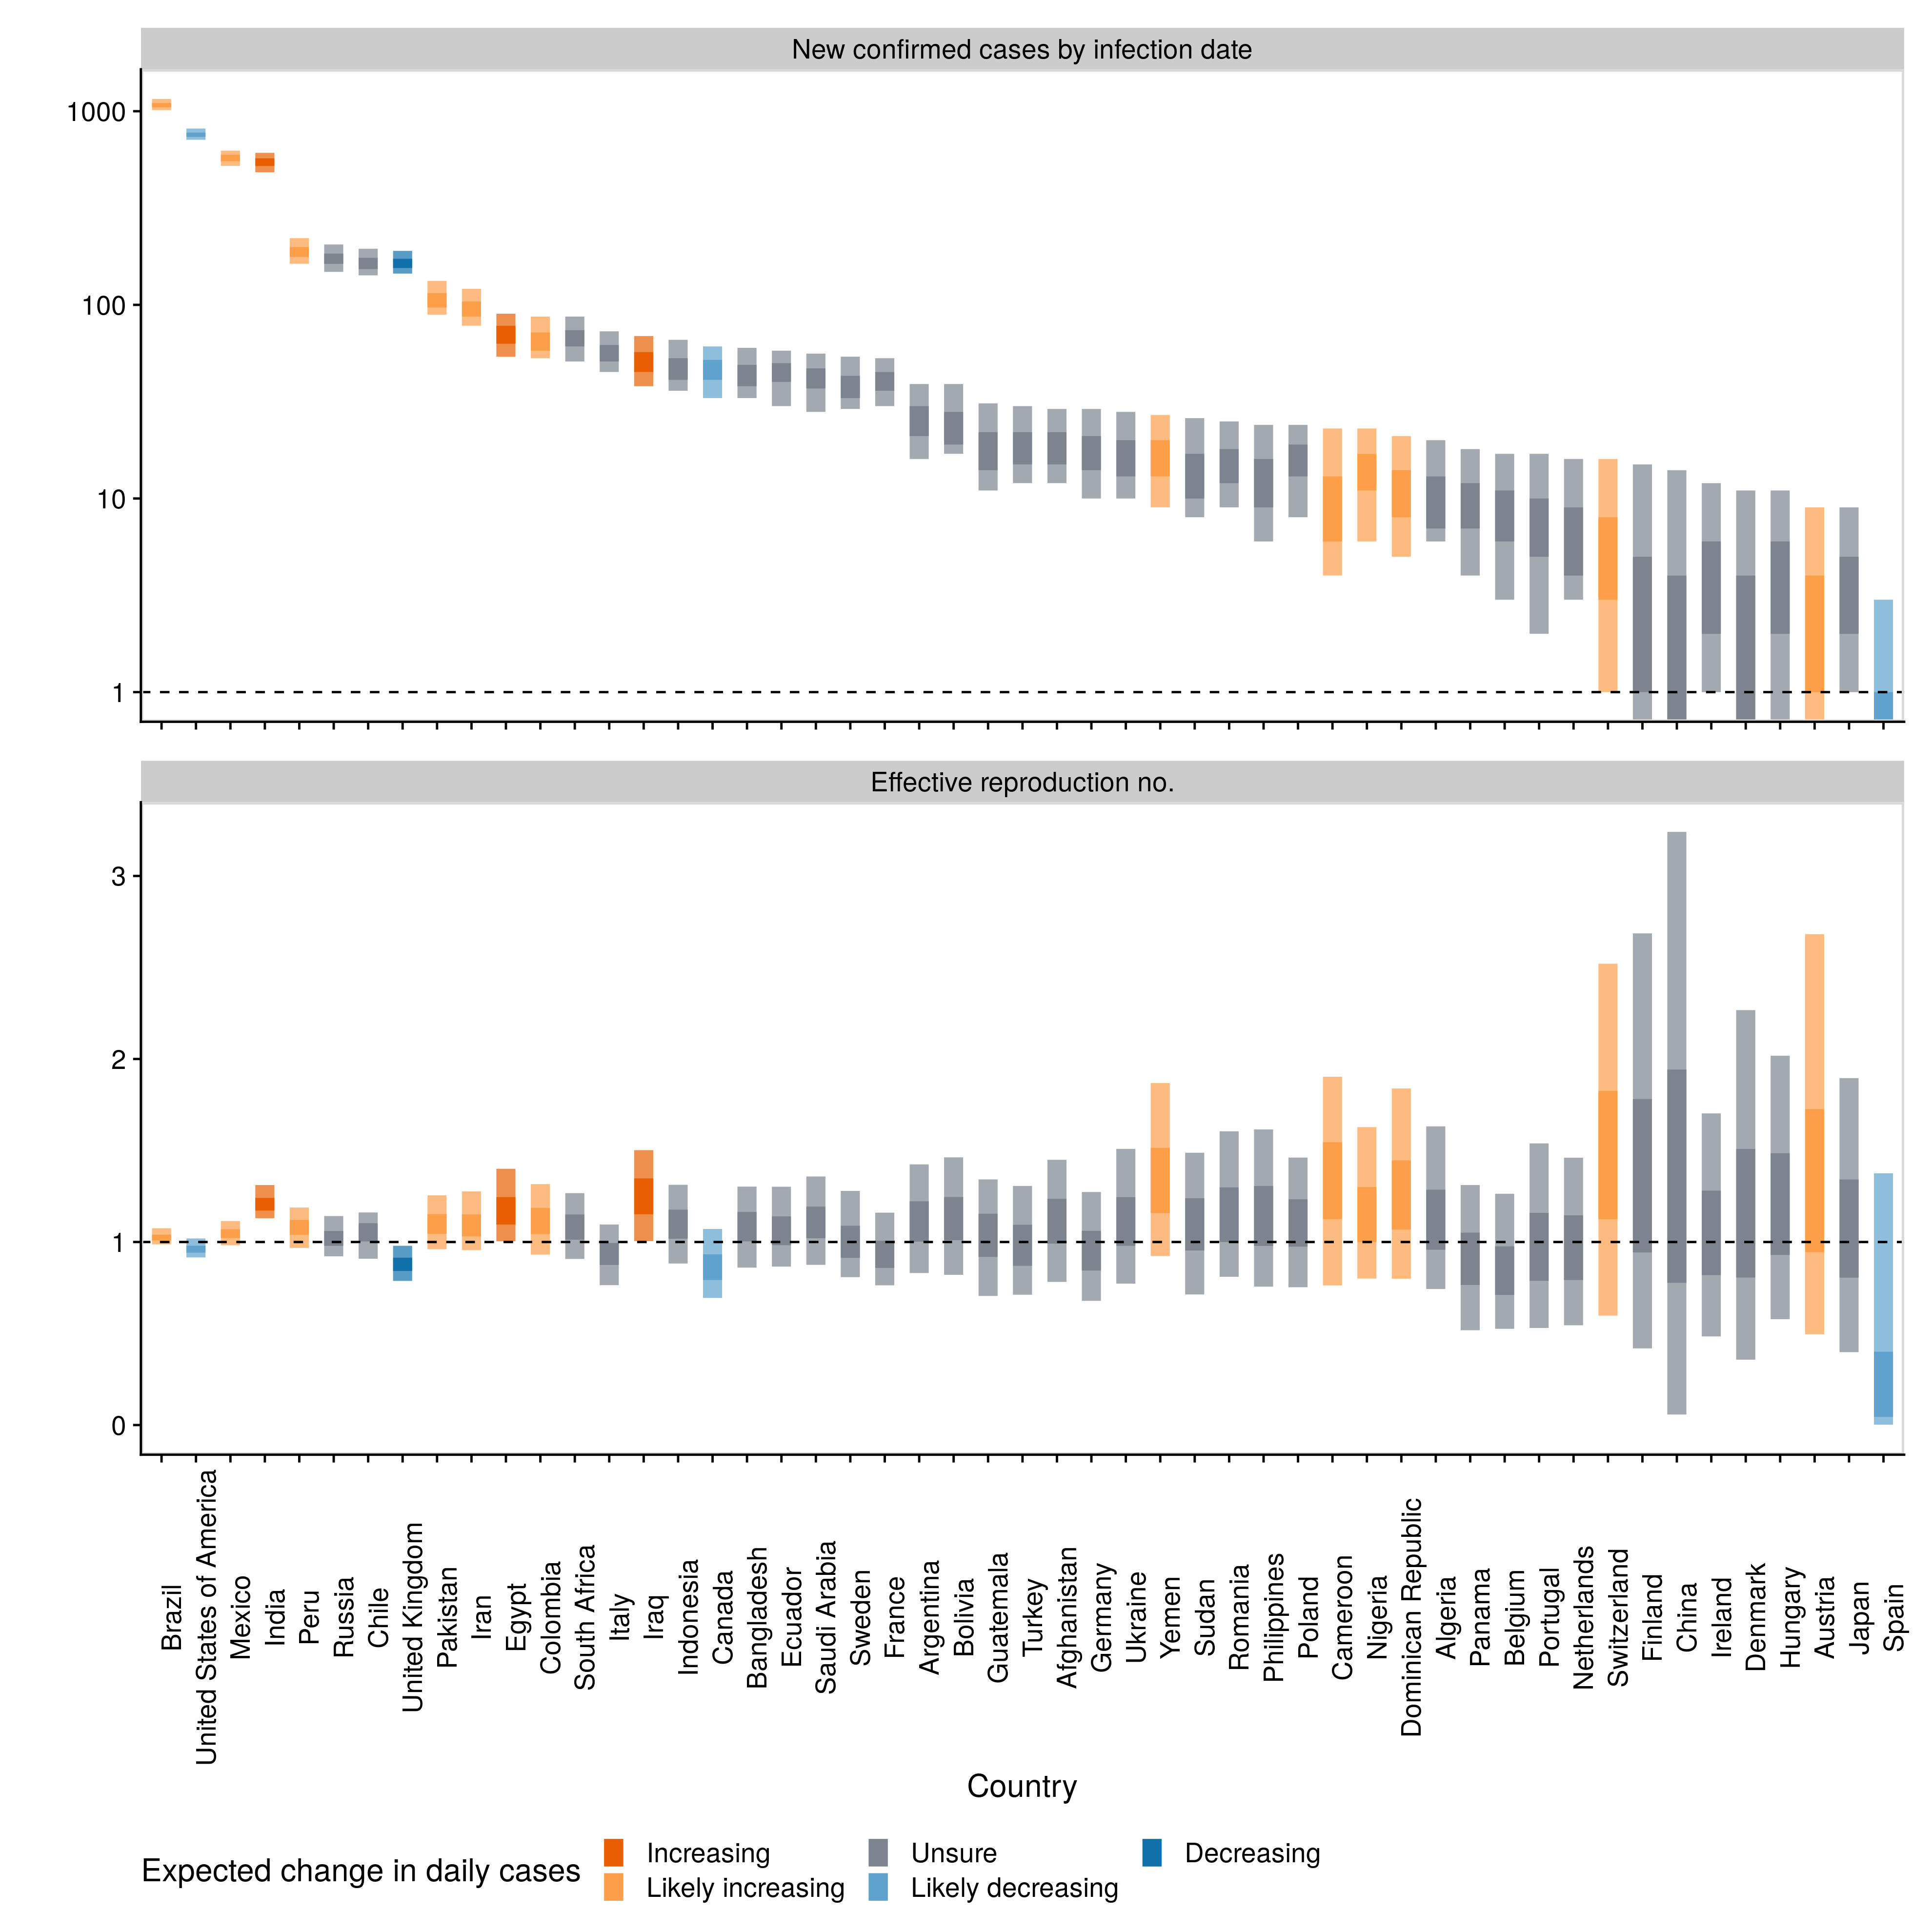 New confirmed cases by infection date
1000
100
10
1
Effective reproduction no.
3
2
1
0
Brazil
United States of America
Mexico
India
Peru
Russia
Chile
United Kingdom
Pakistan
Iran
Egypt
Colombia
South Africa
Italy
Iraq
Indonesia
Canada
Bangladesh
Ecuador
Saudi Arabia
Sweden
France
Argentina
Bolivia
Guatemala
Turkey
Afghanistan
Germany
Ukraine
Yemen
Sudan
Romania
Philippines
Poland
Cameroon
Nigeria
Dominican Republic
Algeria
Panama
Belgium
Portugal
Netherlands
Switzerland
Finland
China
Ireland
Denmark
Hungary
Austria
Japan
Spain
Country
Expected change in daily cases
Increasing
Unsure
Decreasing
Likely increasing
Likely decreasing